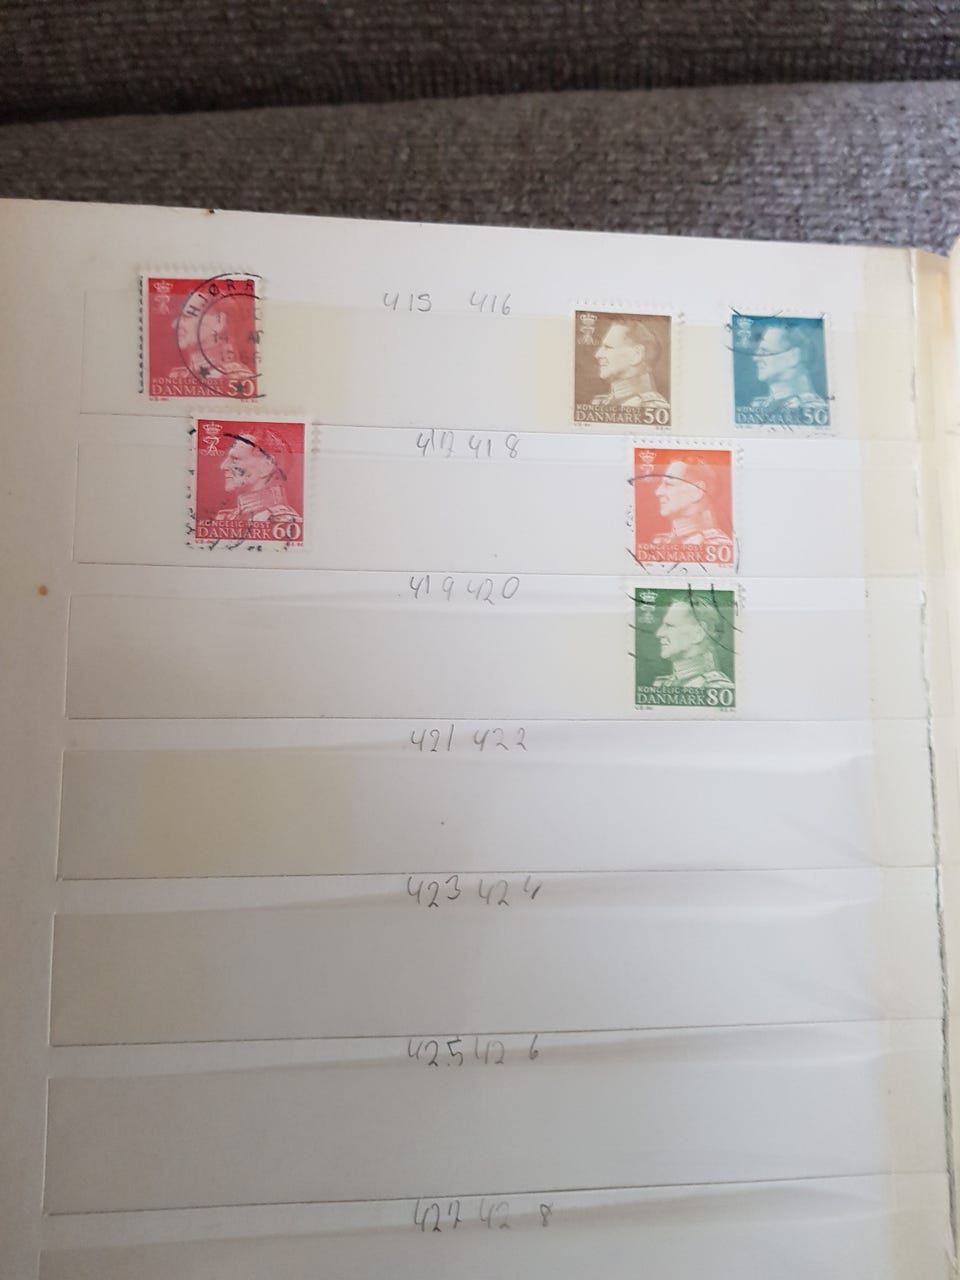 HJØRR
1966
KONGELIG POST
DANMARK 50
415 416
KONGELIG POST
DANMARK 50
KONGELIG POST
DANMARK 50
417 418
KONGELIG POST
DANMARK 60
KONGELIG POST
DANMARK 80
419 420
KONGELIG POST
DANMARK 80
421 422
423 424
425 426
427 428